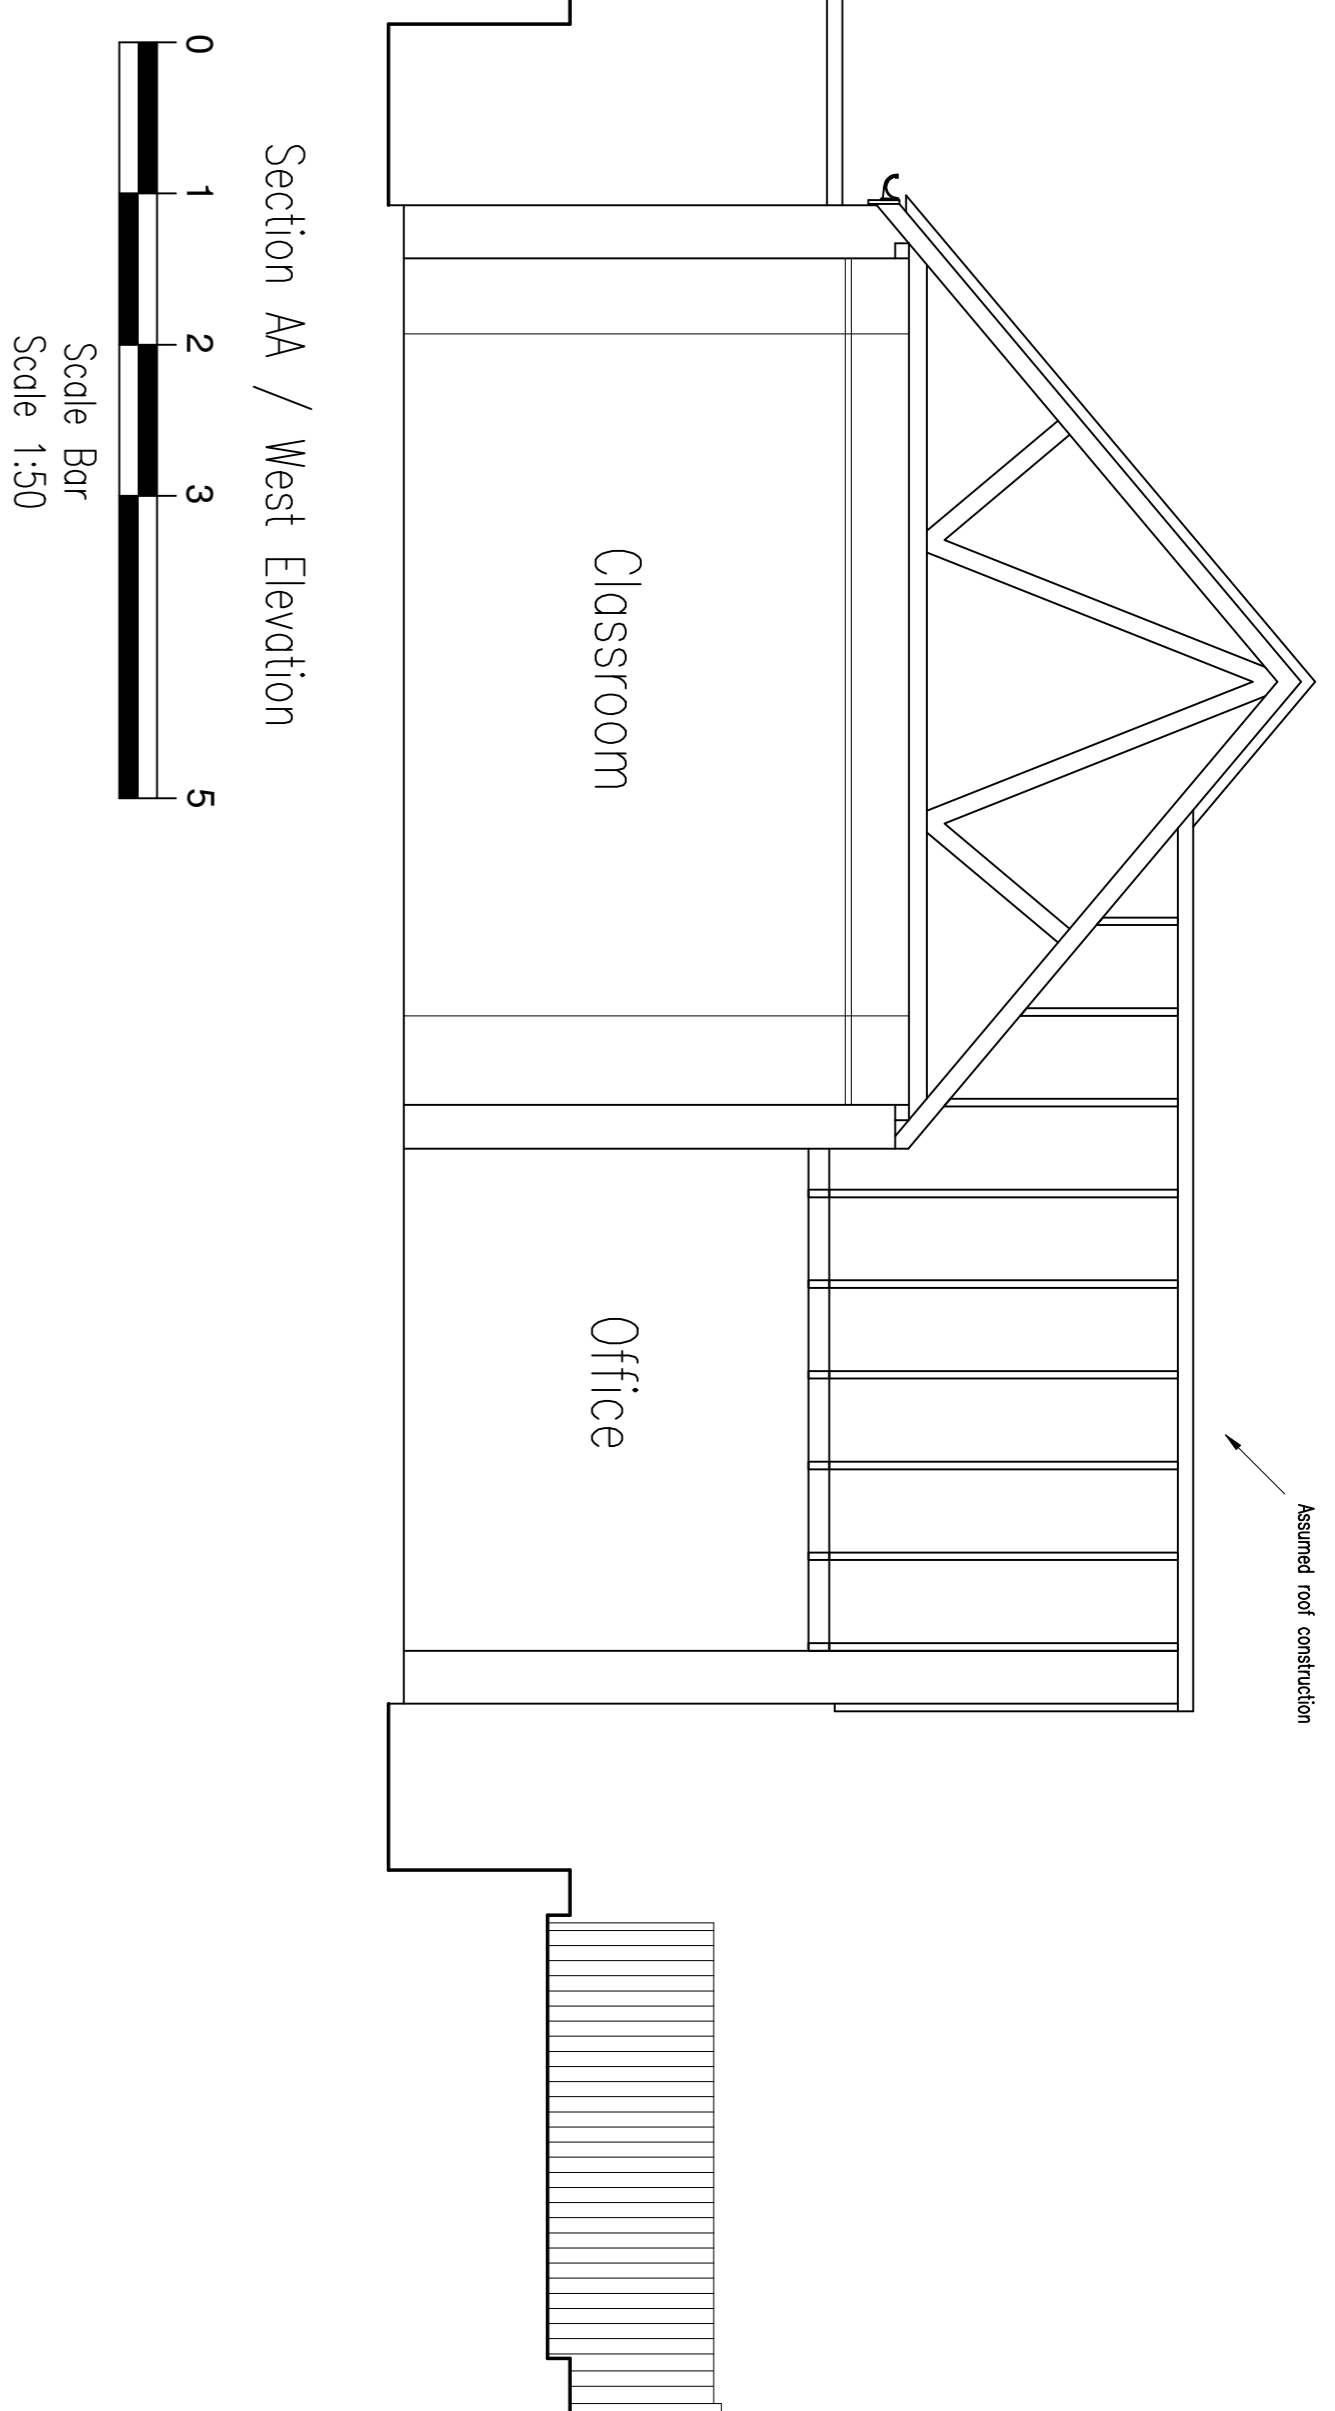 Assumed roof construction
Classroom
Office
Section AA / West Elevation
0 1 2 3 5
Scale Bar
Scale 1:50